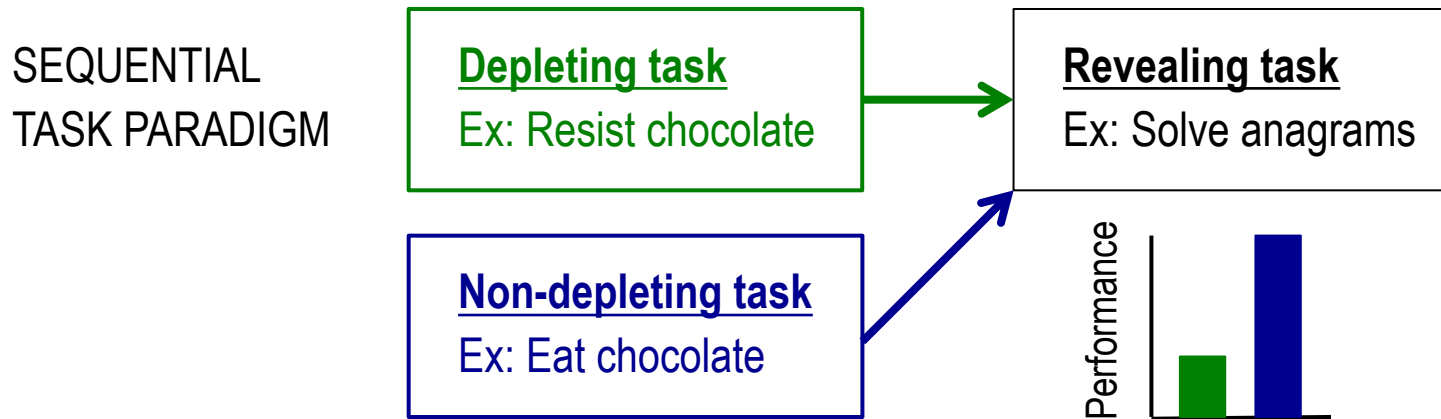 SEQUENTIAL
TASK PARADIGM
Depleting task
Ex: Resist chocolate
Revealing task
Ex: Solve anagrams
Non-depleting task
Ex: Eat chocolate
Performance